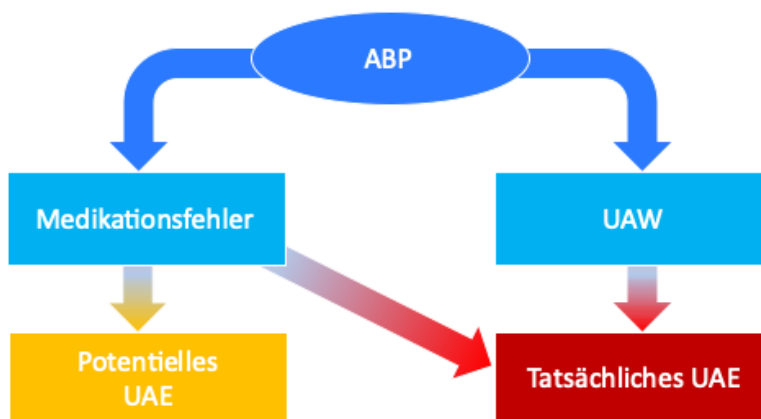 ABP
Medikationsfehler
UAW
Potentielles
UAE
Tatsächliches UAE